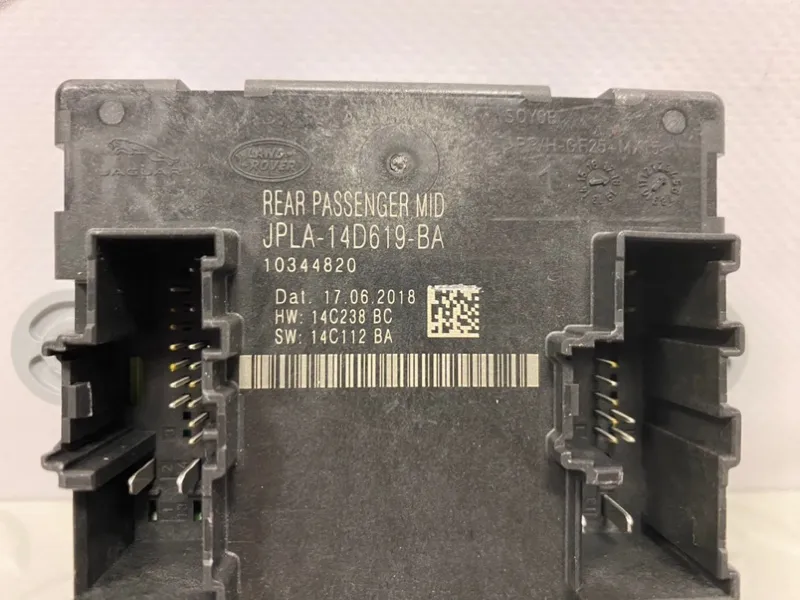 JAGUAR
LAND
ROVER
REAR PASSENGER MID
JPLA-14D619-BA
10344820
Dat. 17.06.2018
HW: 14C238 BC
SW: 14C112 BA